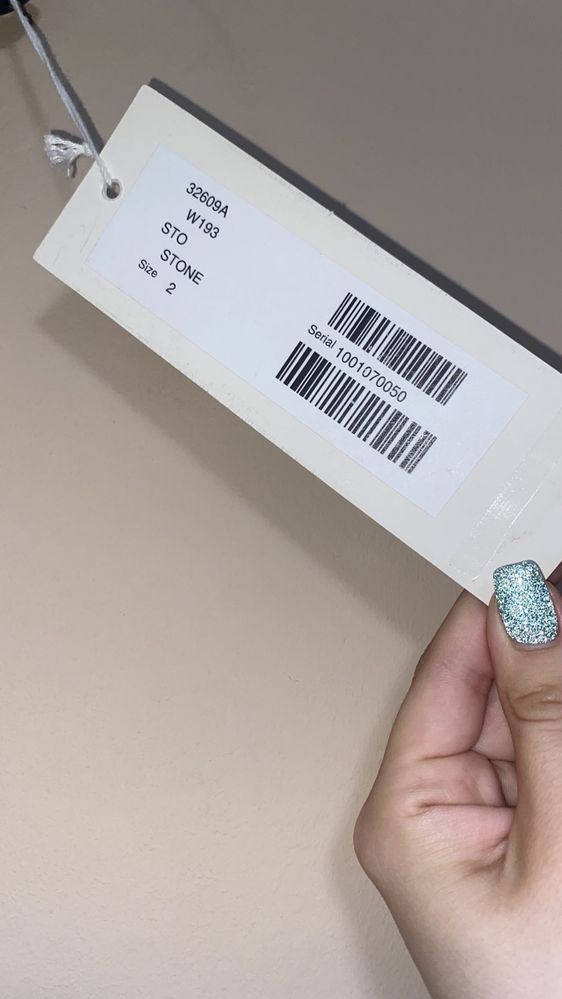 32609A
W193
STO
STONE
Size 2
Serial 1001070050